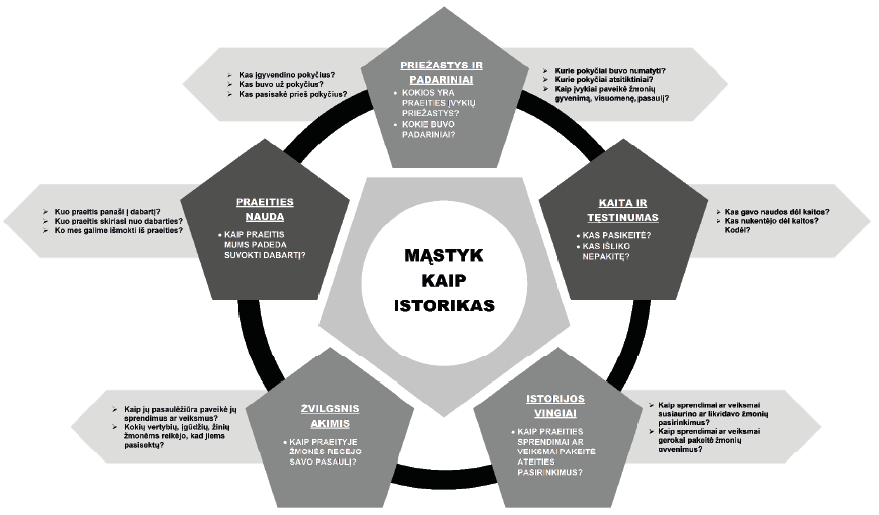 PRIEŽASTYS IR
PADARINIAI
• KOKIOS YRA
PRAEITIES ĮVYKIŲ
PRIEŽASTYS?
• KOKIE BUVO
PADARINIAI?
➢ Kas įgyvendino pokyčius?
➢ Kas buvo už pokyčius?
➢ Kas pasisakė prieš pokyčius?
➢ Kurie pokyčiai buvo numatyti?
➢ Kurie pokyčiai atsitiktiniai?
➢ Kaip įvykiai paveikė žmonių
gyvenimą, visuomenę, pasaulį?
PRAEITIES
NAUDA
• KAIP PRAEITIS
MUMS PADEDA
SUVOKTI DABARTĮ?
➢ Kuo praeitis panaši į dabartį?
➢ Kuo praeitis skiriasi nuo dabarties?
➢ Ko mes galime išmokti iš praeities?
KAITA IR
TĘSTINUMAS
• KAS PASIKEITĖ?
• KAS IŠLIKO
NEPAKITĘ?
➢ Kas gavo naudos dėl kaitos?
➢ Kas nukentėjo dėl kaitos?
Kodėl?
MĄSTYK
KAIP
ISTORIKAS
ŽVILGSNIS
AKIMIS
• KAIP PRAEITYJE
ŽMONĖS REGĖJO
SAVO PASAULĮ?
➢ Kaip jų pasaulėžiūra paveikė jų
sprendimus ar veiksmus?
➢ Kokių vertybių, įgūdžių, žinių
žmonėms reikėjo, kad jiems
pasisektų?
ISTORIJOS
VINGIAI
• KAIP PRAEITIES
SPRENDIMAI AR
VEIKSMAI PAKEITĖ
ATEITIES
PASIRINKIMUS?
➢ Kaip sprendimai ar veiksmai
susiaurino ar likvidavo žmonių
pasirinkimus?
➢ Kaip sprendimai ar veiksmai
gerokai pakeitė žmonių
gyvenimus?